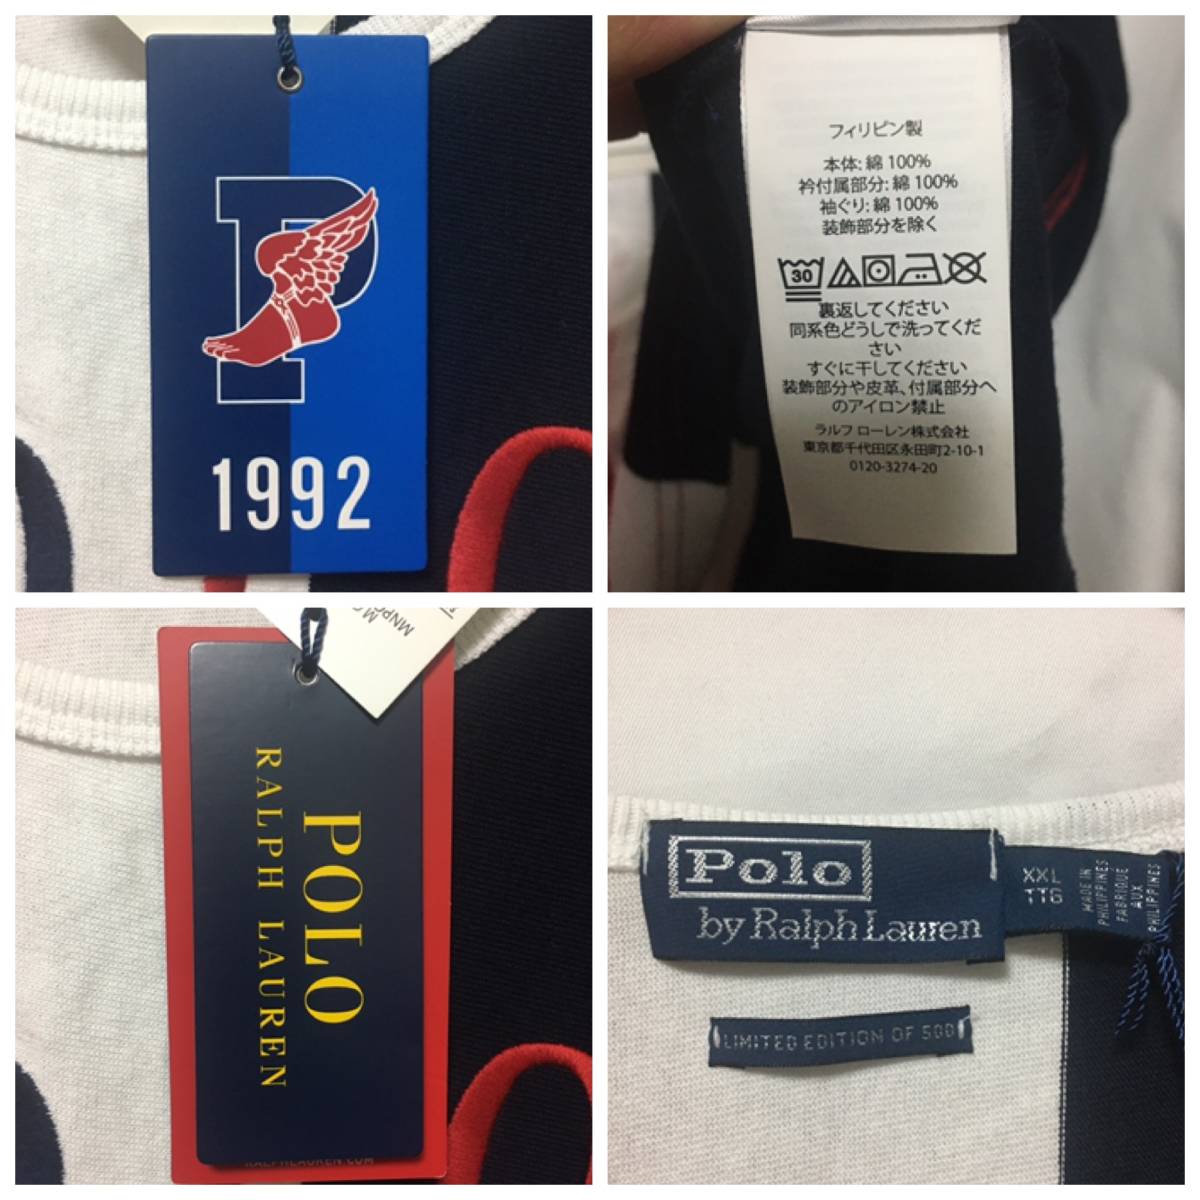 P
1992
フィリピン製
本体: 綿 100%
衿付属部分: 綿 100%
袖ぐり: 綿 100%
装飾部分を除く
30
裏返してください
同系色どうしで洗ってくだ
さい
すぐに干してください
装飾部分や皮革、付属部分へ
のアイロン禁止
ラルフ ローレン株式会社
東京都千代田区永田町2-10-1
0120-3274-20
MNPO
POLO
RALPH LAUREN
RALPHLAUREN.COM
Polo
by Ralph Lauren
XXL
TTG
MADE IN
PHILIPPINES
FABRIQUE
AUX
PHILIPPINES
LIMITED EDITION OF 500